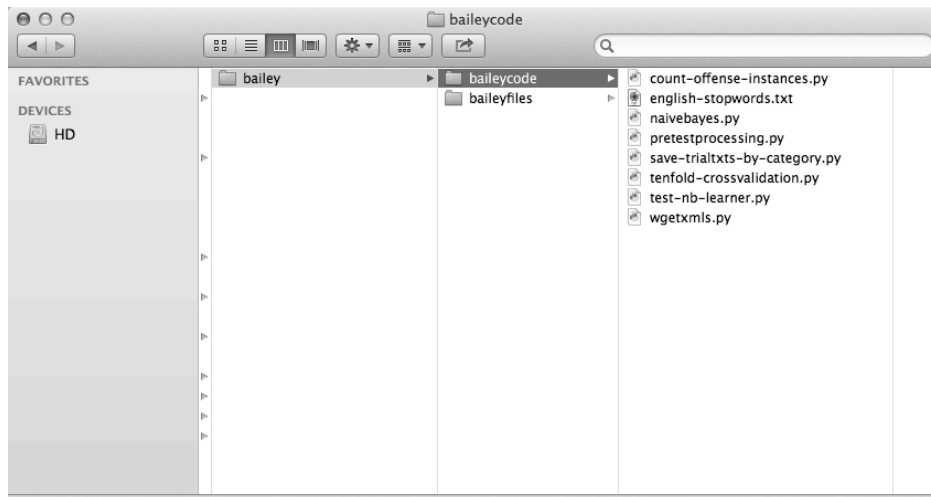 baileycode
FAVORITES
DEVICES
HD
bailey
baileycode
baileyfiles
count-offense-instances.py
english-stopwords.txt
naivebayes.py
pretestprocessing.py
save-trialtxts-by-category.py
tenfold-crossvalidation.py
test-nb-learner.py
wgetxmls.py